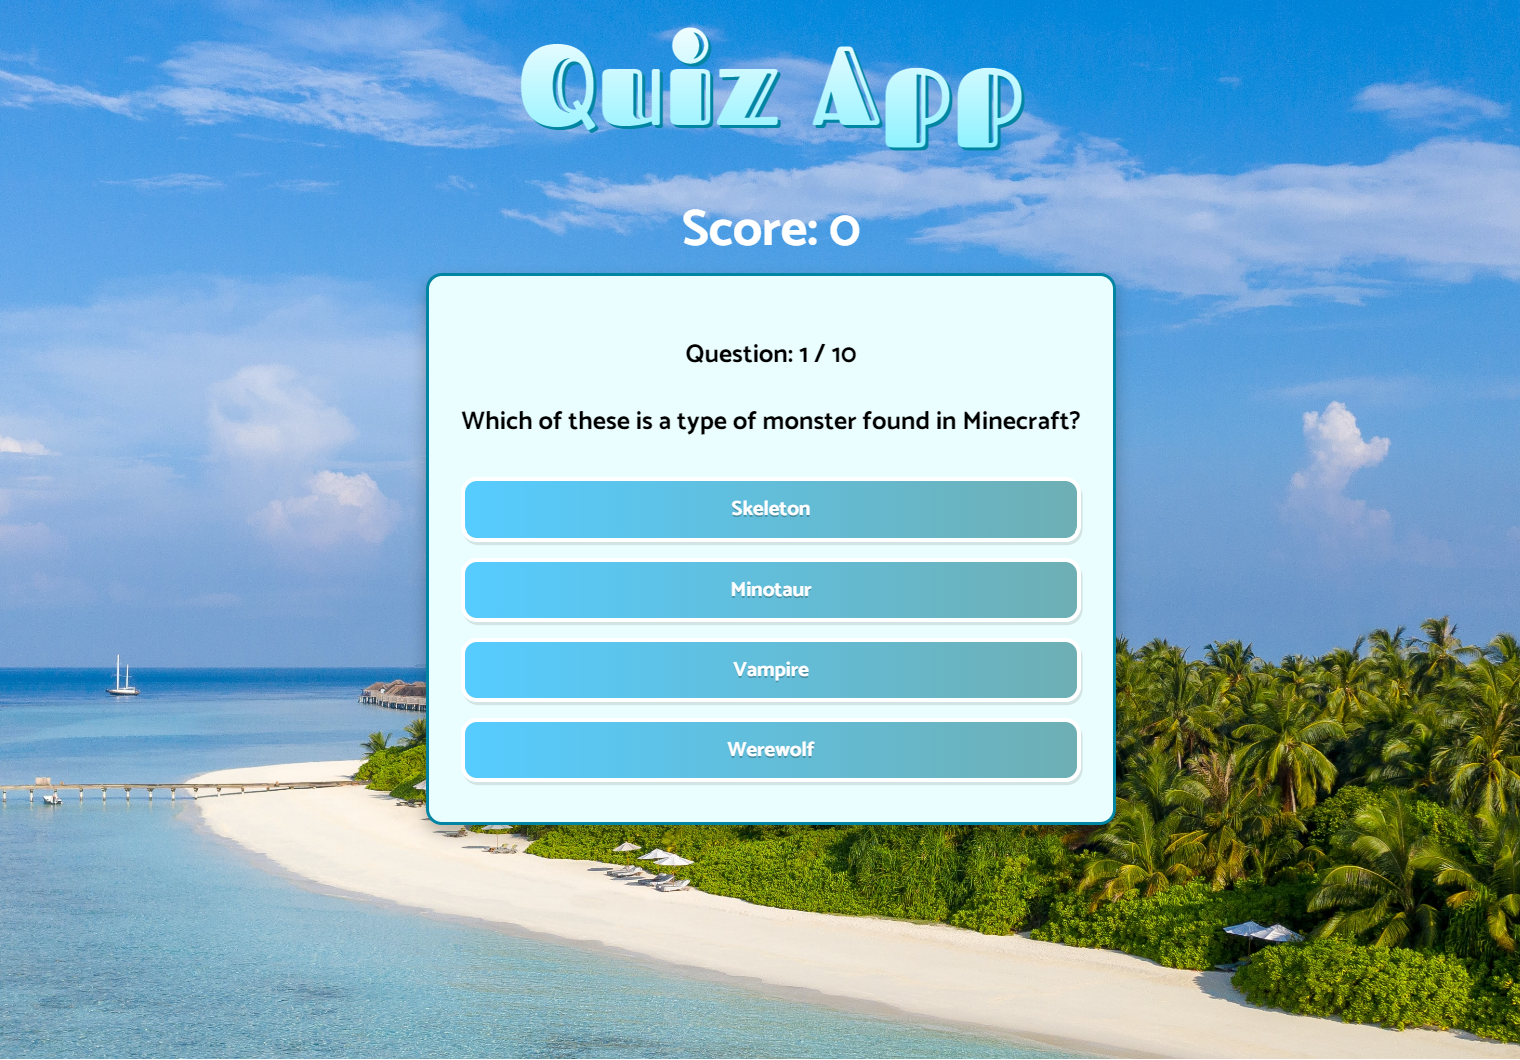 Quiz App
Score: 0
Question: 1 / 10
Which of these is a type of monster found in Minecraft?
Skeleton
Minotaur
Vampire
Werewolf